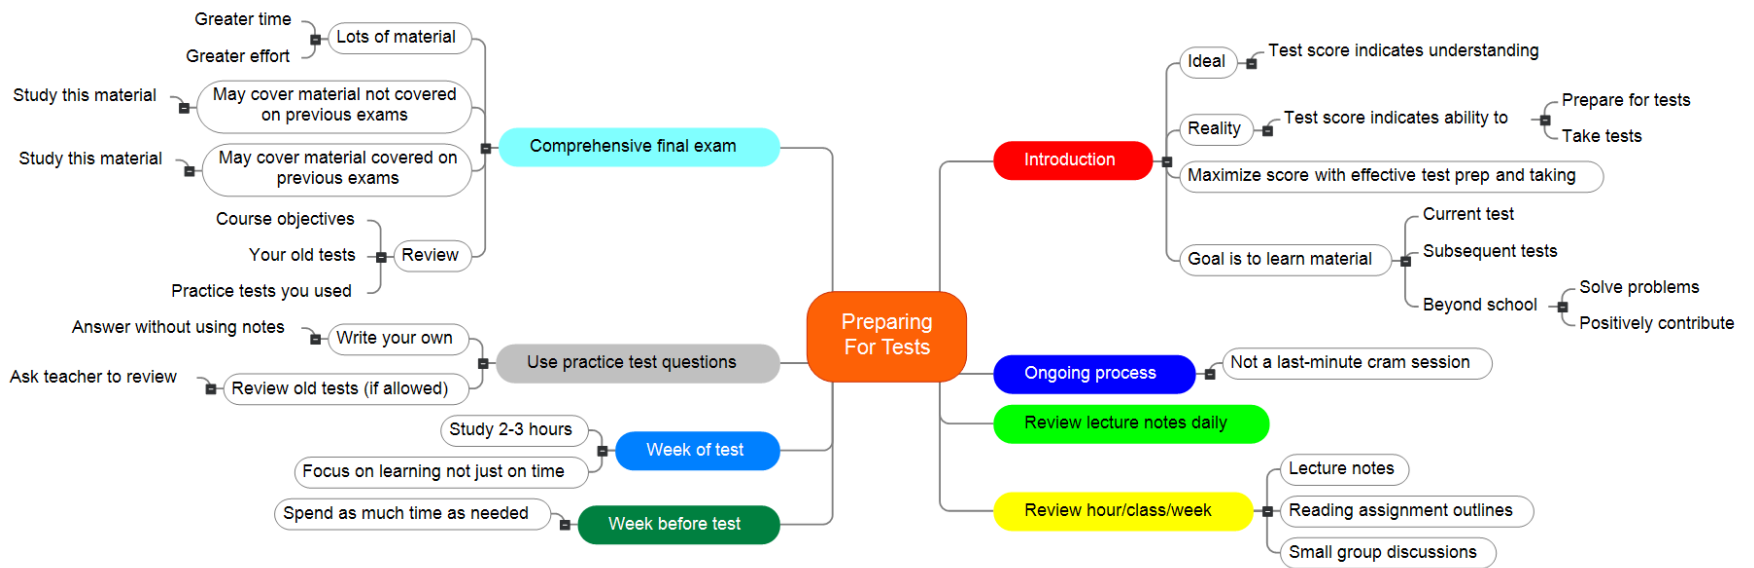 Preparing
For Tests
Introduction
Ideal
Test score indicates understanding
Reality
Test score indicates ability to
Prepare for tests
Take tests
Maximize score with effective test prep and taking
Goal is to learn material
Current test
Subsequent tests
Beyond school
Solve problems
Positively contribute
Ongoing process
Not a last-minute cram session
Review lecture notes daily
Review hour/class/week
Lecture notes
Reading assignment outlines
Small group discussions
Week before test
Spend as much time as needed
Week of test
Study 2-3 hours
Focus on learning not just on time
Use practice test questions
Write your own
Answer without using notes
Review old tests (if allowed)
Ask teacher to review
Comprehensive final exam
Lots of material
Greater time
Greater effort
May cover material not covered
on previous exams
Study this material
May cover material covered on
previous exams
Study this material
Review
Course objectives
Your old tests
Practice tests you used